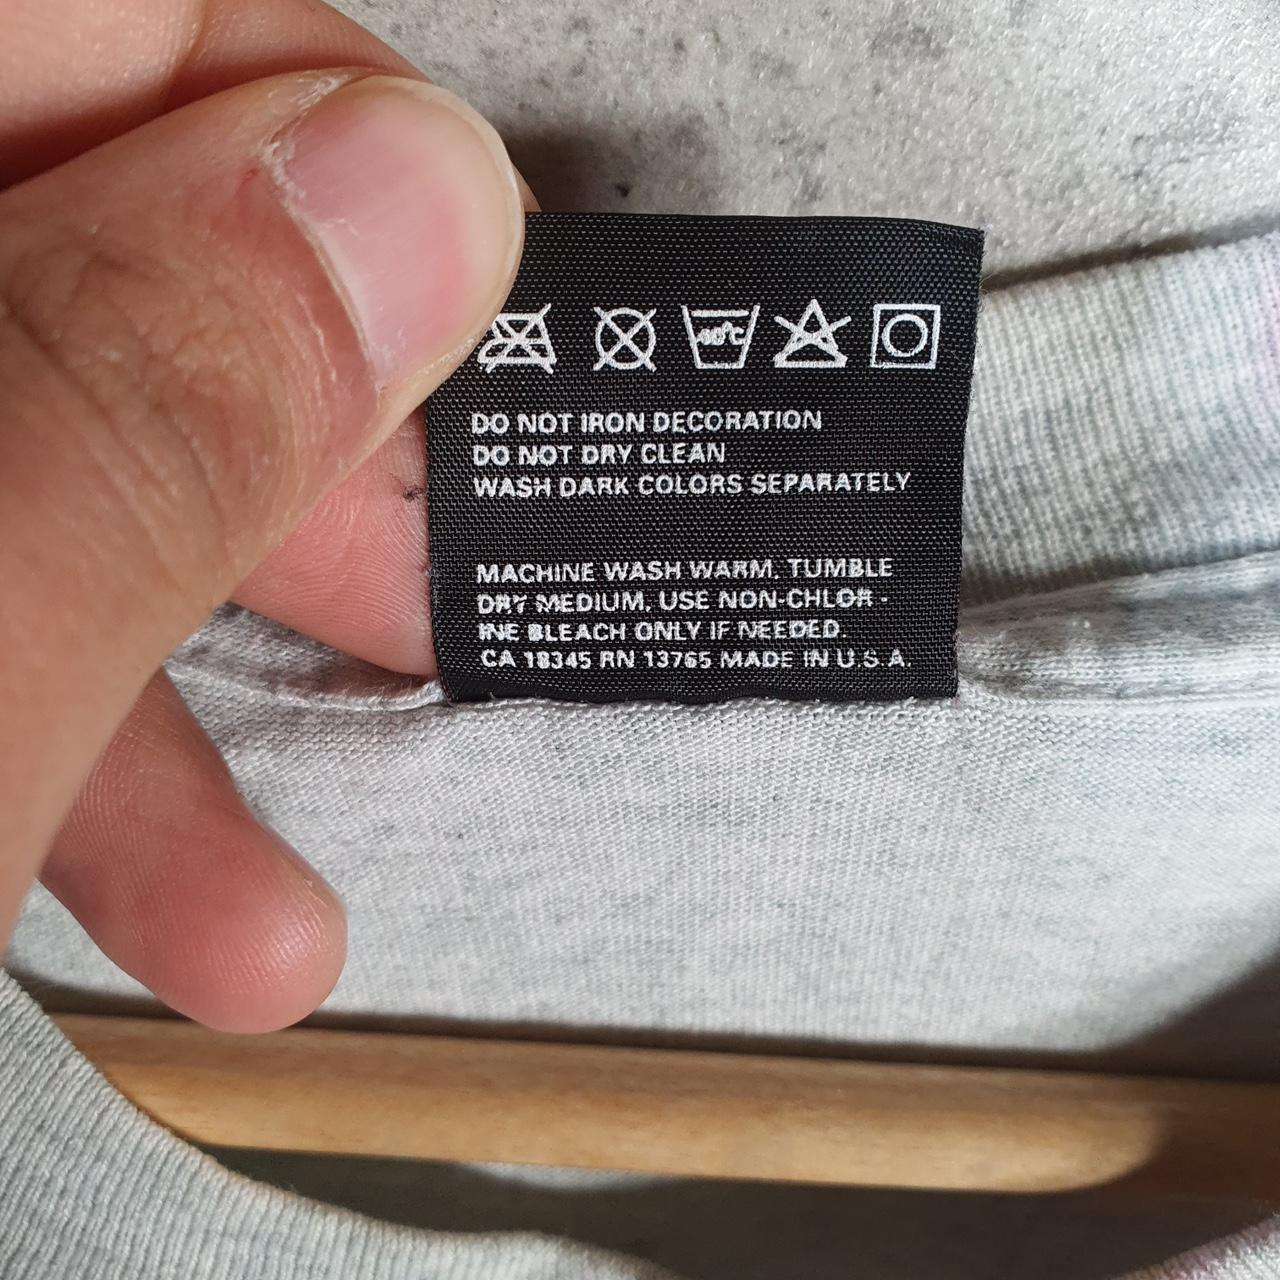 40°C
DO NOT IRON DECORATION
DO NOT DRY CLEAN
WASH DARK COLORS SEPARATELY
MACHINE WASH WARM, TUMBLE
DRY MEDIUM, USE NON-CHLOR -
INE BLEACH ONLY IF NEEDED.
CA 18345 RN 13765 MADE IN U.S.A.